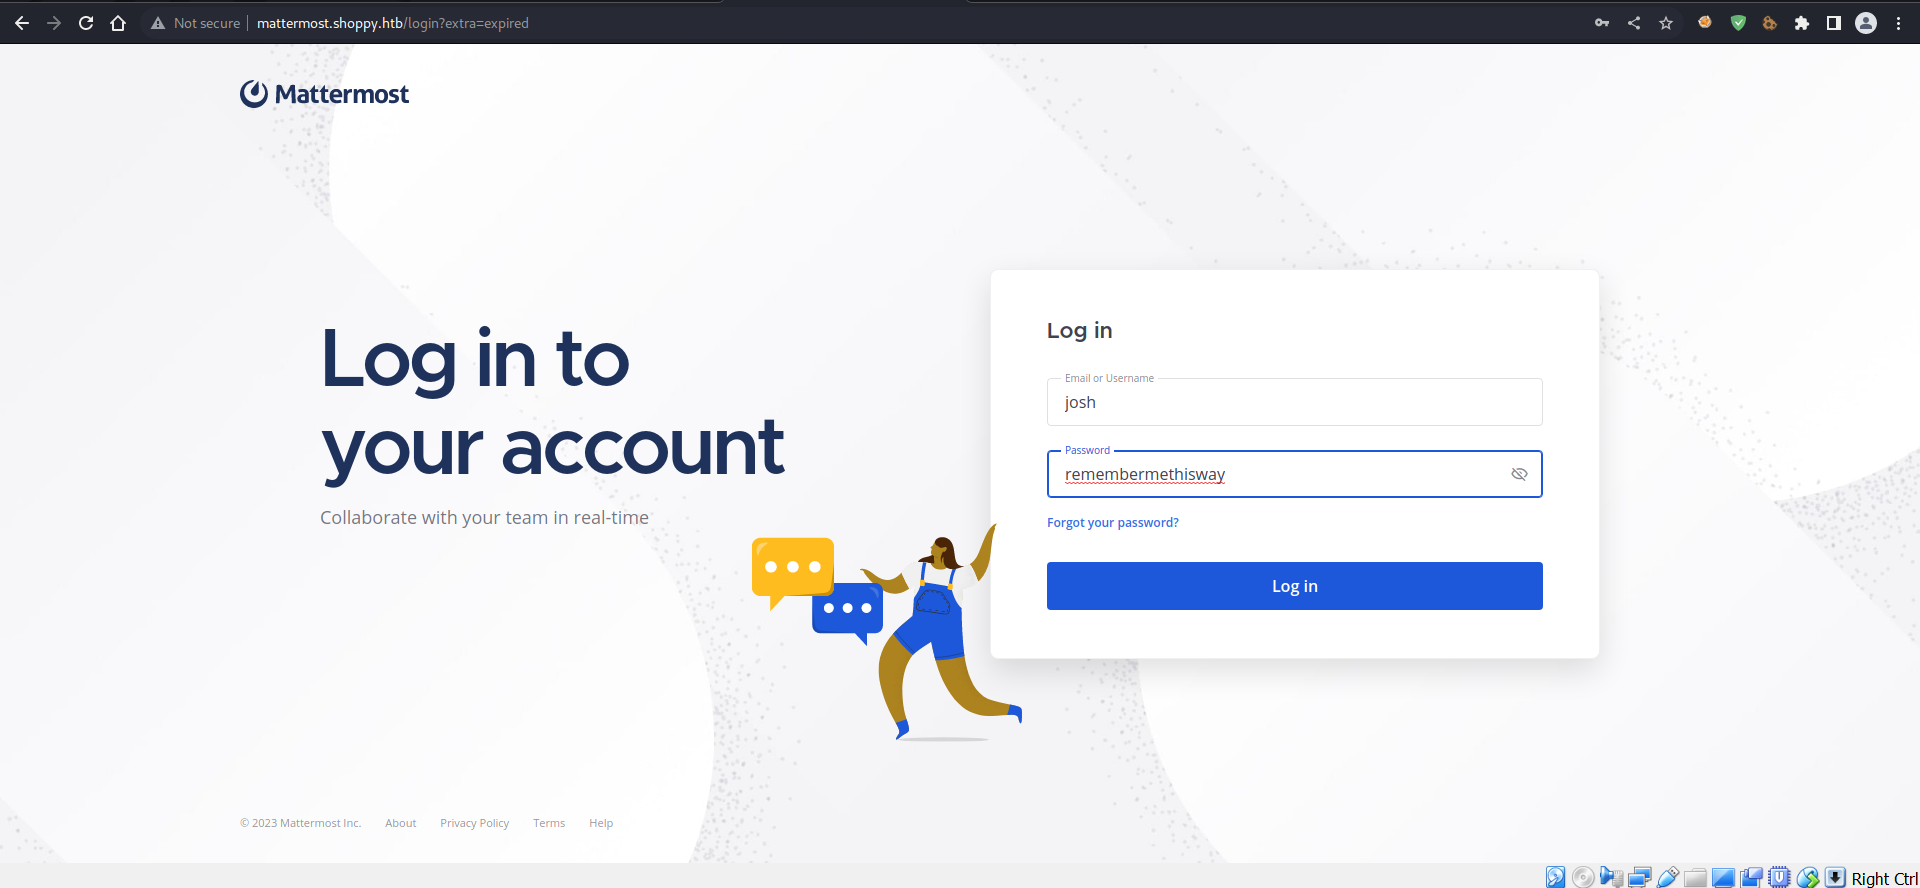 Not secure
mattermost.shoppy.htb/login?extra=expired
Mattermost
Log in to
your account
Collaborate with your team in real-time
Log in
Email or Username
josh
Password
remembermethisway
Forgot your password?
Log in
© 2023 Mattermost Inc. About Privacy Policy Terms Help
Right Ctrl